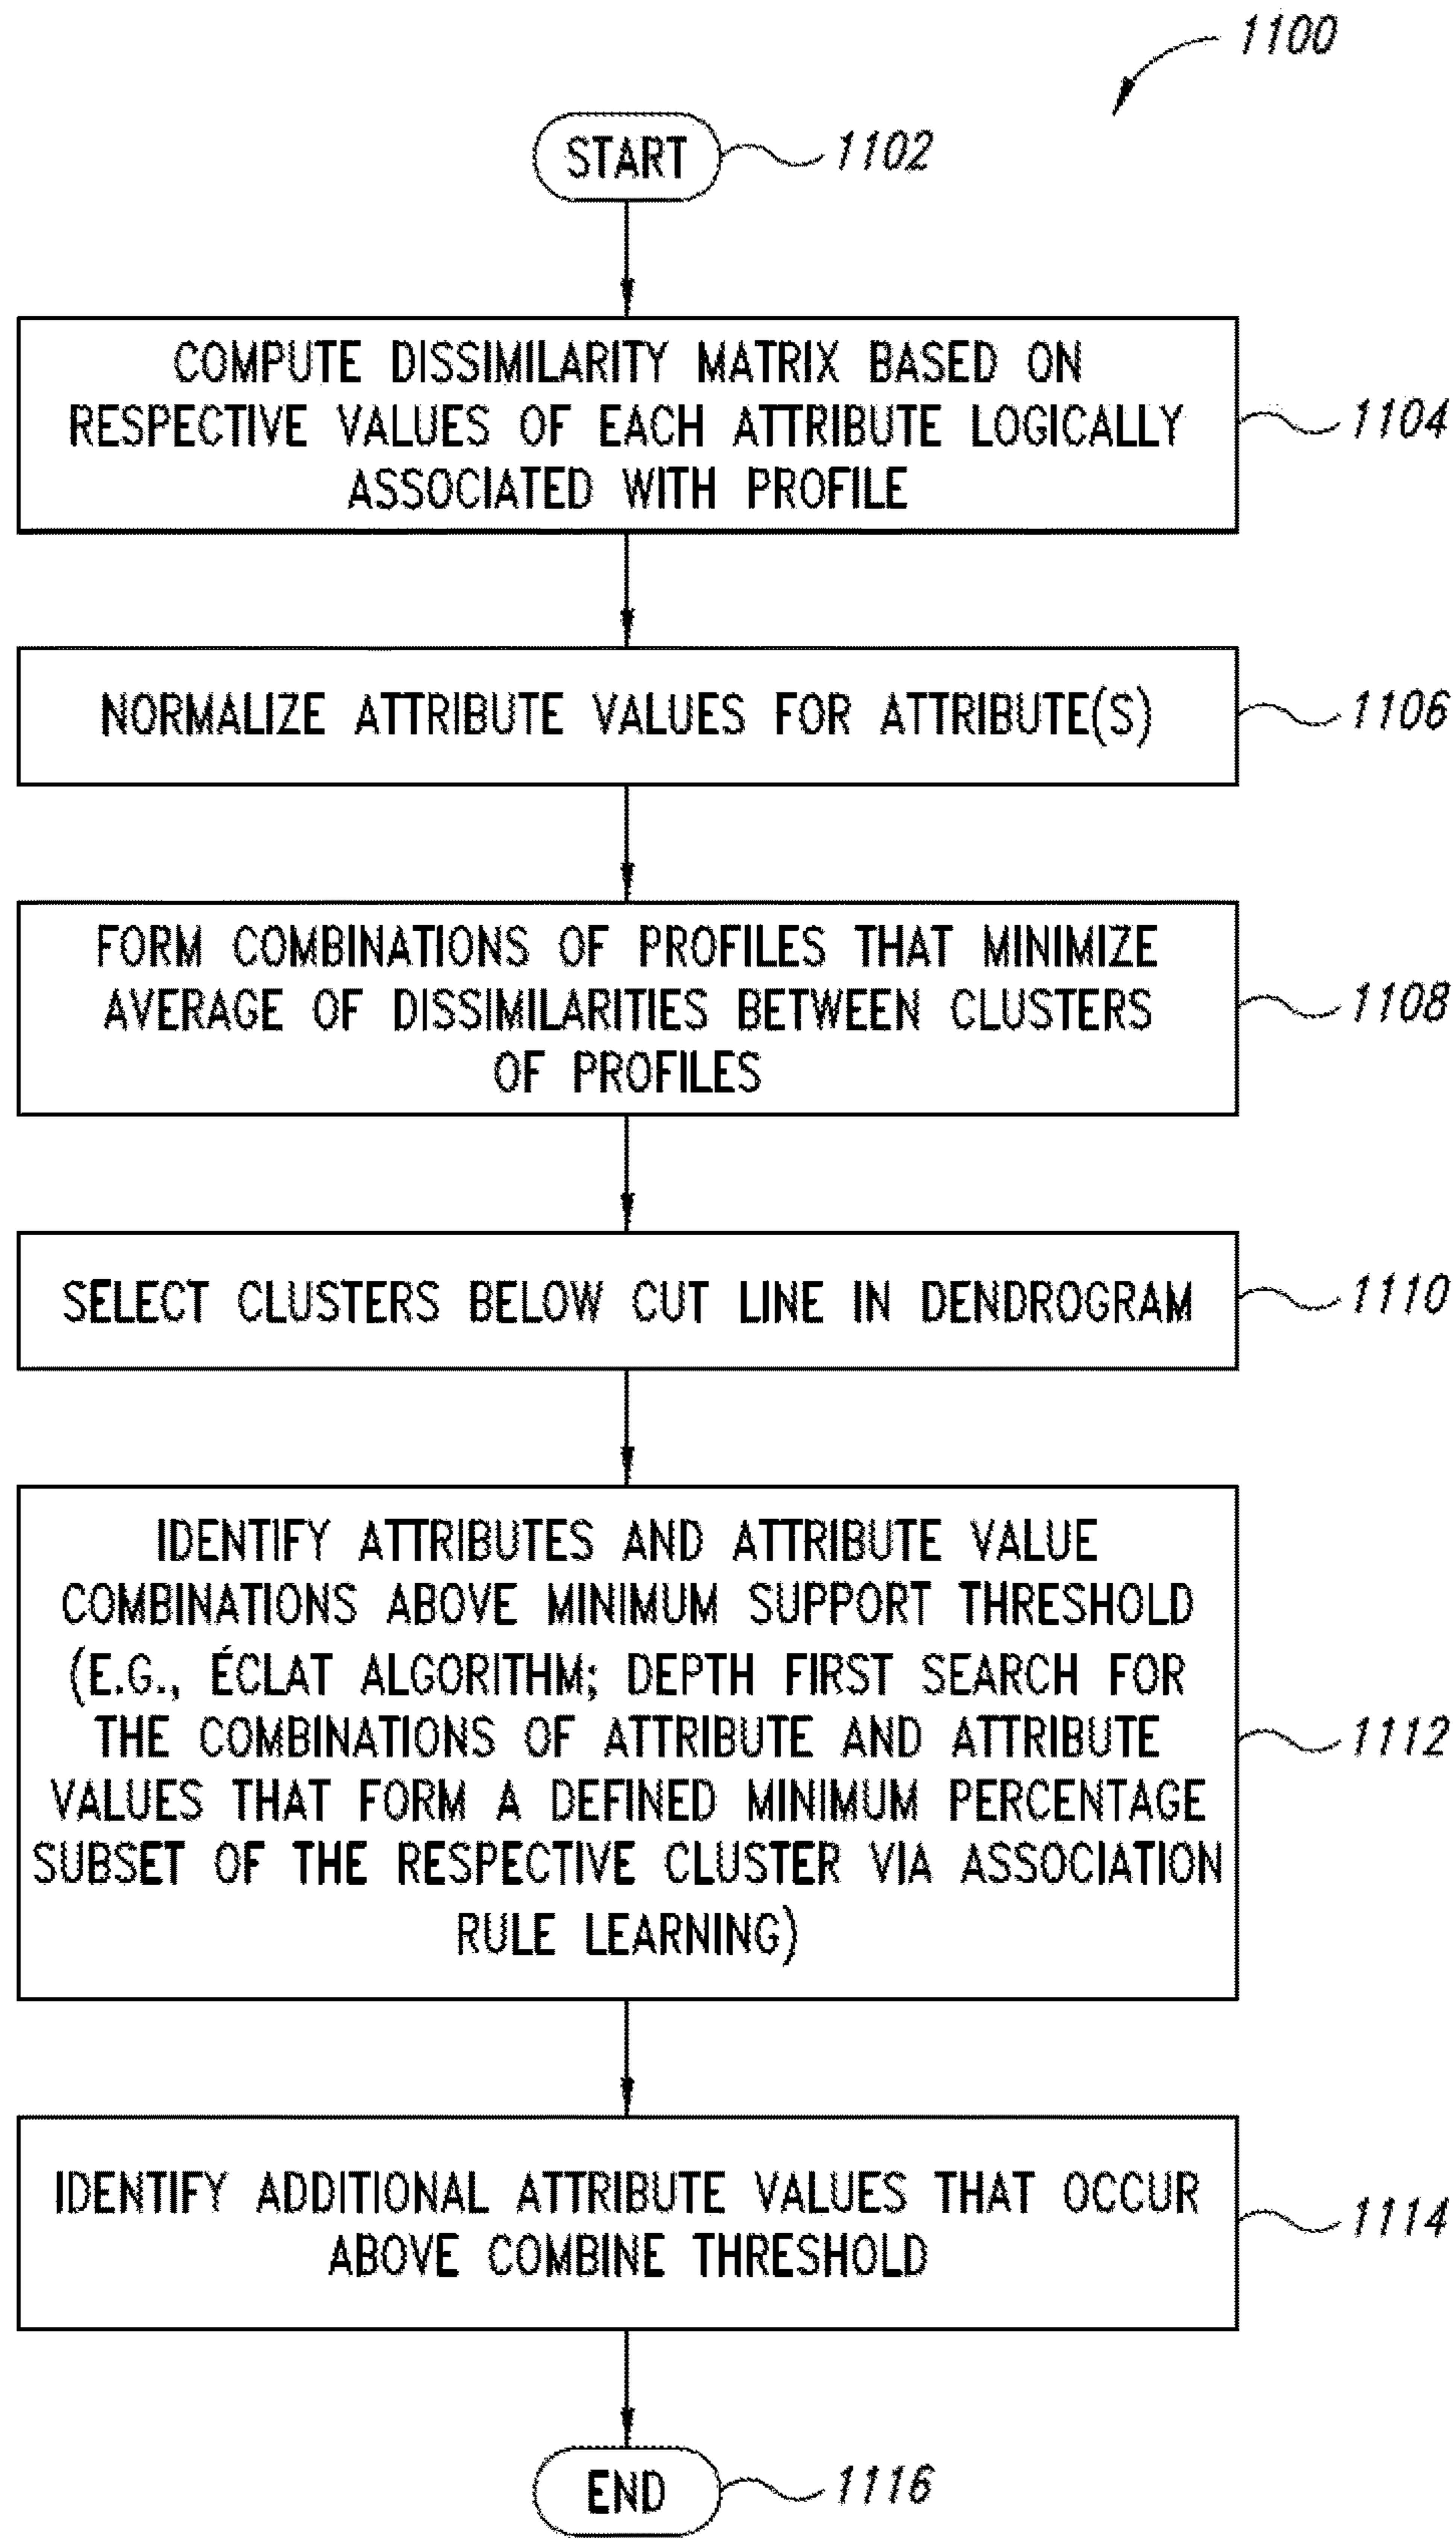 1100
START
1102
COMPUTE DISSIMILARITY MATRIX BASED ON
RESPECTIVE VALUES OF EACH ATTRIBUTE LOGICALLY
ASSOCIATED WITH PROFILE
1104
NORMALIZE ATTRIBUTE VALUES FOR ATTRIBUTE(S)
1106
FORM COMBINATIONS OF PROFILES THAT MINIMIZE
AVERAGE OF DISSIMILARITIES BETWEEN CLUSTERS
OF PROFILES
1108
SELECT CLUSTERS BELOW CUT LINE IN DENDROGRAM
1110
IDENTIFY ATTRIBUTES AND ATTRIBUTE VALUE
COMBINATIONS ABOVE MINIMUM SUPPORT THRESHOLD
(E.G., ÉCLAT ALGORITHM; DEPTH FIRST SEARCH FOR
THE COMBINATIONS OF ATTRIBUTE AND ATTRIBUTE
VALUES THAT FORM A DEFINED MINIMUM PERCENTAGE
SUBSET OF THE RESPECTIVE CLUSTER VIA ASSOCIATION
RULE LEARNING)
1112
IDENTIFY ADDITIONAL ATTRIBUTE VALUES THAT OCCUR
ABOVE COMBINE THRESHOLD
1114
END
1116